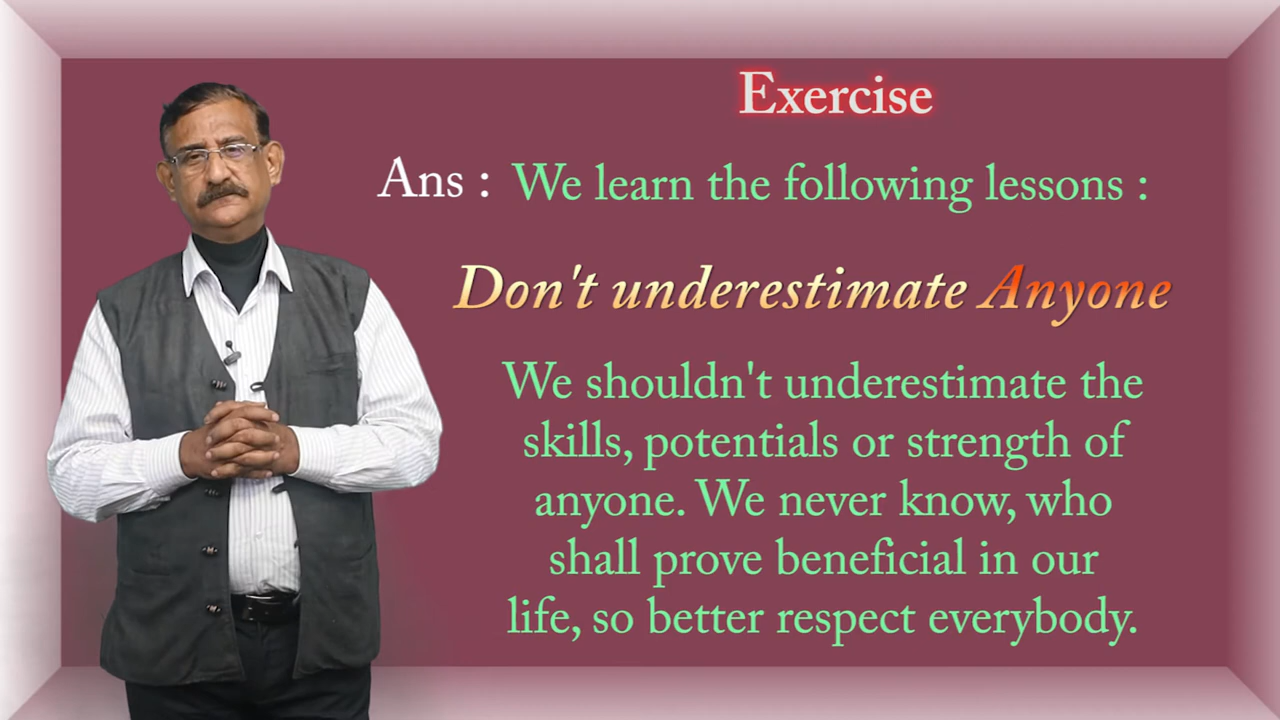 Exercise
Ans : We learn the following lessons :
Don't underestimate Anyone
We shouldn't underestimate the
skills, potentials or strength of
anyone. We never know, who
shall prove beneficial in our
life, so better respect everybody.